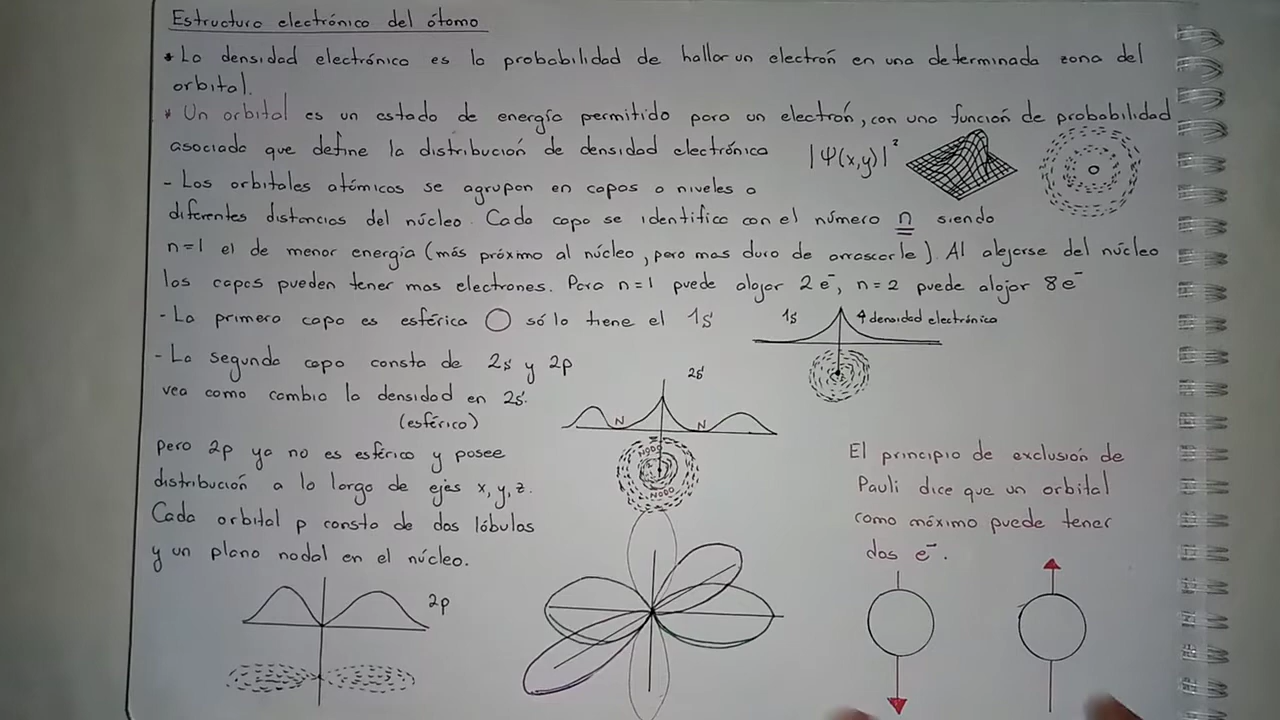 Estructura electrónica del átomo
* La densidad electrónica es la probabilidad de hallar un electrón en una determinada zona del
orbital.
* Un orbital es un estado de energía permitido para un electrón, con una función de probabilidad
asociada que define la distribución de densidad electrónica
|Ψ(x,y)|²
- Los orbitales atómicos se agrupan en capas o niveles a
diferentes distancias del núcleo. Cada capa se identifica con el número n siendo
n=1 el de menor energía (más próximo al núcleo, pero mas duro de arrascarle). Al alejarse del núcleo
las capas pueden tener mas electrones. Para n=1 puede alojar 2e⁻, n=2 puede alojar 8e⁻
- La primera capa es esférica sólo tiene el 1s
1s
4 densidad electrónica
- La segunda capa consta de 2s y 2p
vea como cambia la densidad en 2s.
(esférico)
2s
N N
NODO
NODO
pero 2p ya no es esférico y posee
distribución a lo largo de ejes x, y, z.
Cada orbital p consta de dos lóbulos
y un plano nodal en el núcleo.
2p
El principio de exclusión de
Pauli dice que un orbital
como máximo puede tener
dos e⁻.